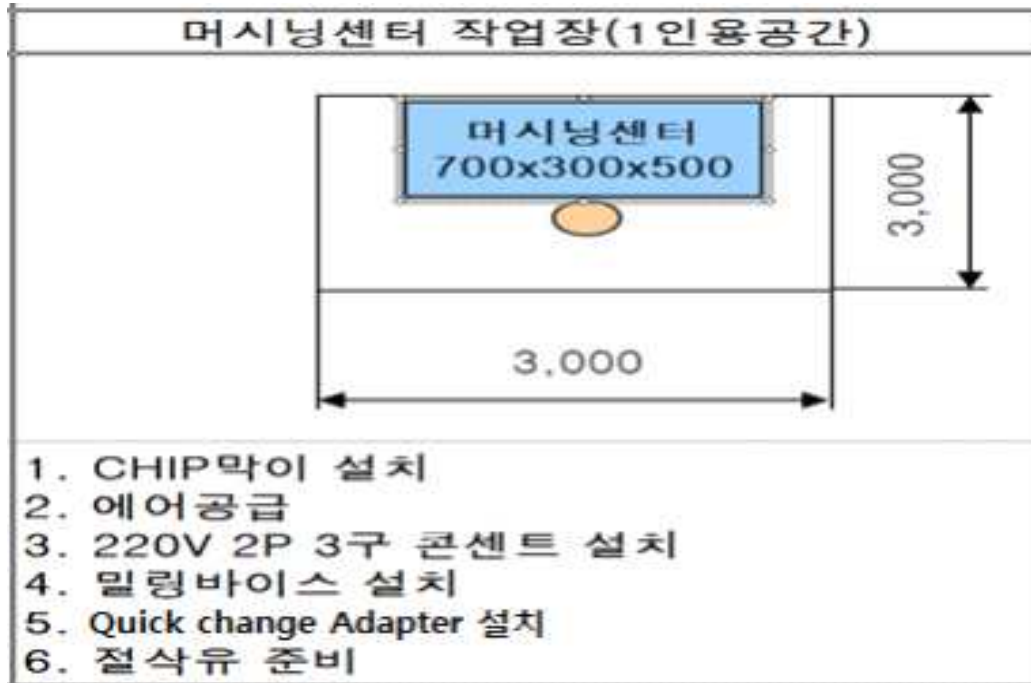 머시닝센터 작업장(1인용공간)
머시닝센터
700x300x500
3,000
3,000
1. CHIP막이 설치
2. 에어공급
3. 220V 2P 3구 콘센트 설치
4. 밀링바이스 설치
5. Quick change Adapter 설치
6. 절삭유 준비